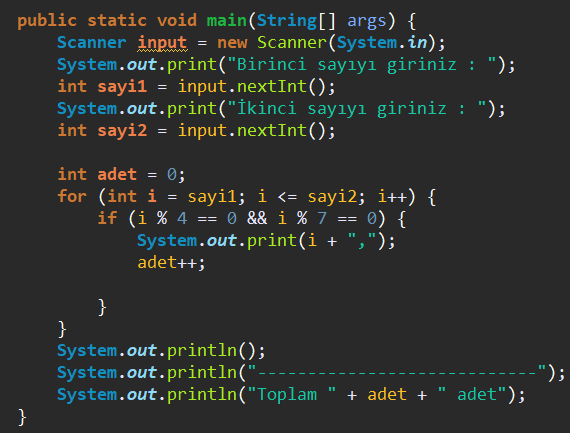 public static void main(String[] args) {
    Scanner input = new Scanner(System.in);
    System.out.print("Birinci sayıyı giriniz : ");
    int sayi1 = input.nextInt();
    System.out.print("İkinci sayıyı giriniz : ");
    int sayi2 = input.nextInt();

    int adet = 0;
    for (int i = sayi1; i <= sayi2; i++) {
        if (i % 4 == 0 && i % 7 == 0) {
            System.out.print(i + ",");
            adet++;

        }
    }
    System.out.println();
    System.out.println("----------------------------");
    System.out.println("Toplam " + adet + " adet");
}